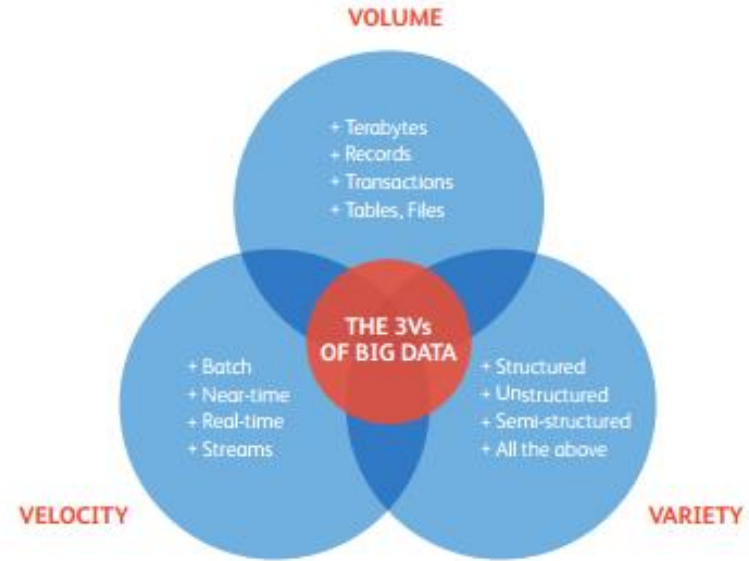 VOLUME
+ Terabytes
+ Records
+ Transactions
+ Tables, Files
THE 3Vs
OF BIG DATA
+ Batch
+ Near-time
+ Real-time
+ Streams
+ Structured
+ Unstructured
+ Semi-structured
+ All the above
VELOCITY
VARIETY